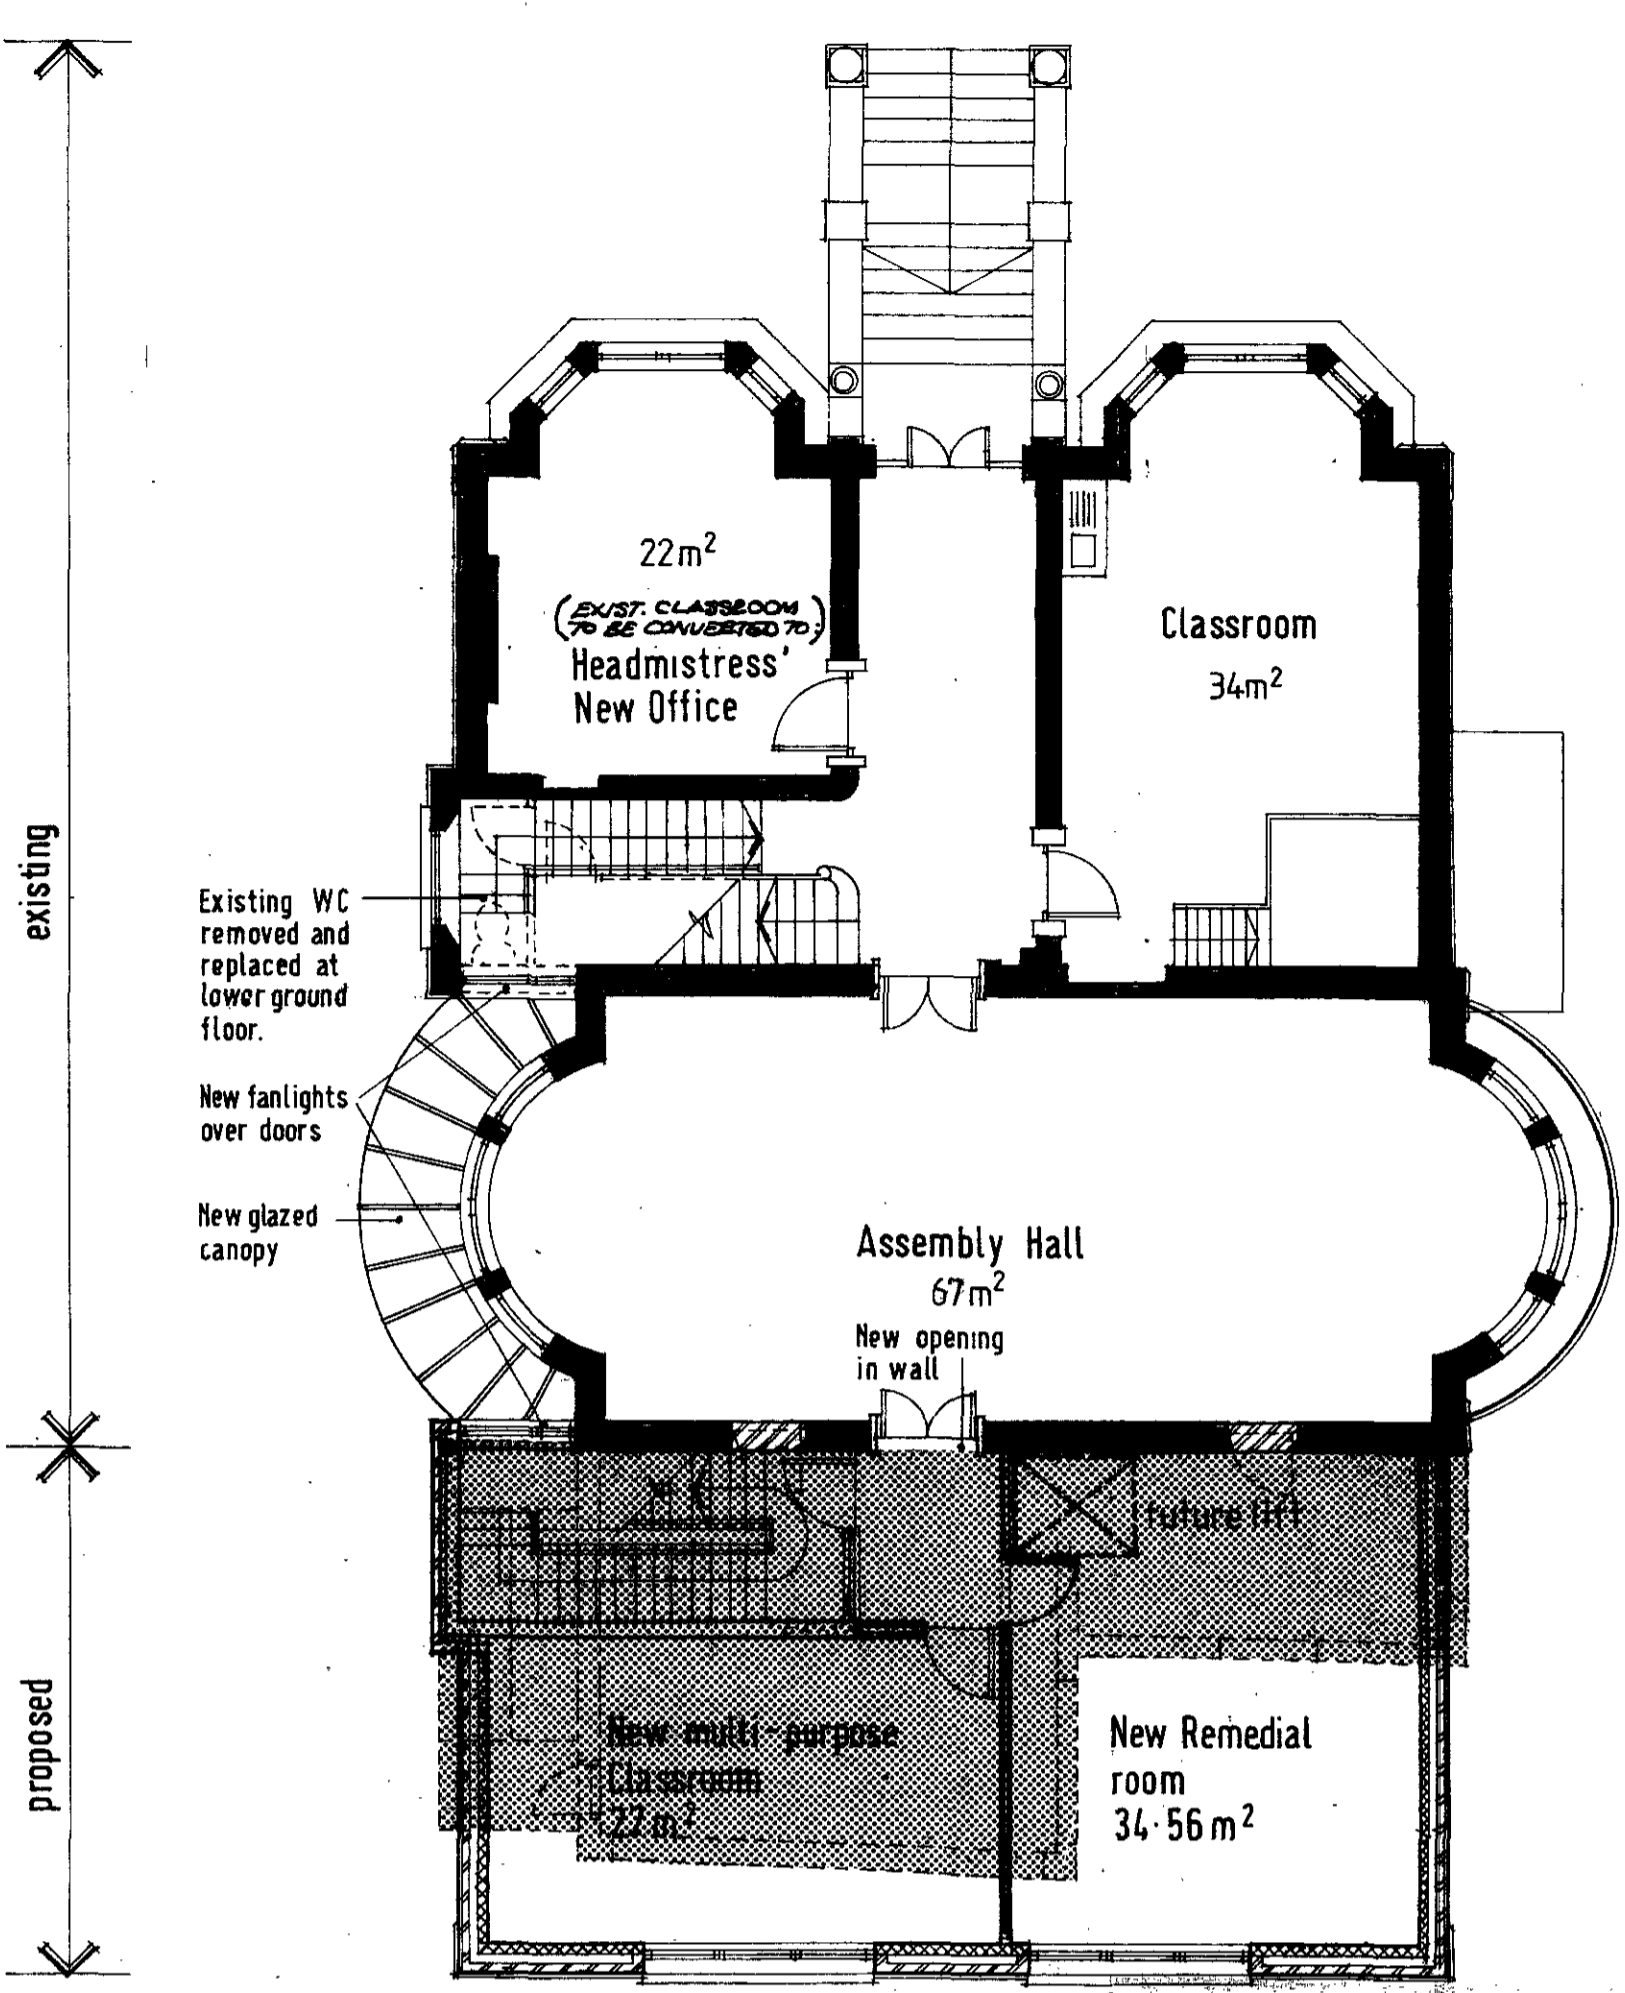 22m²
(EXIST. CLASSROOM
TO BE CONVERTED TO;)
Headmistress'
New Office
Classroom
34m²
existing
Existing WC
removed and
replaced at
lower ground
floor.
New fanlights
over doors
New glazed
canopy
Assembly Hall
67m²
New opening
in wall
future lift
proposed
New multi-purpose
Classroom
27m²
New Remedial
room
34·56m²